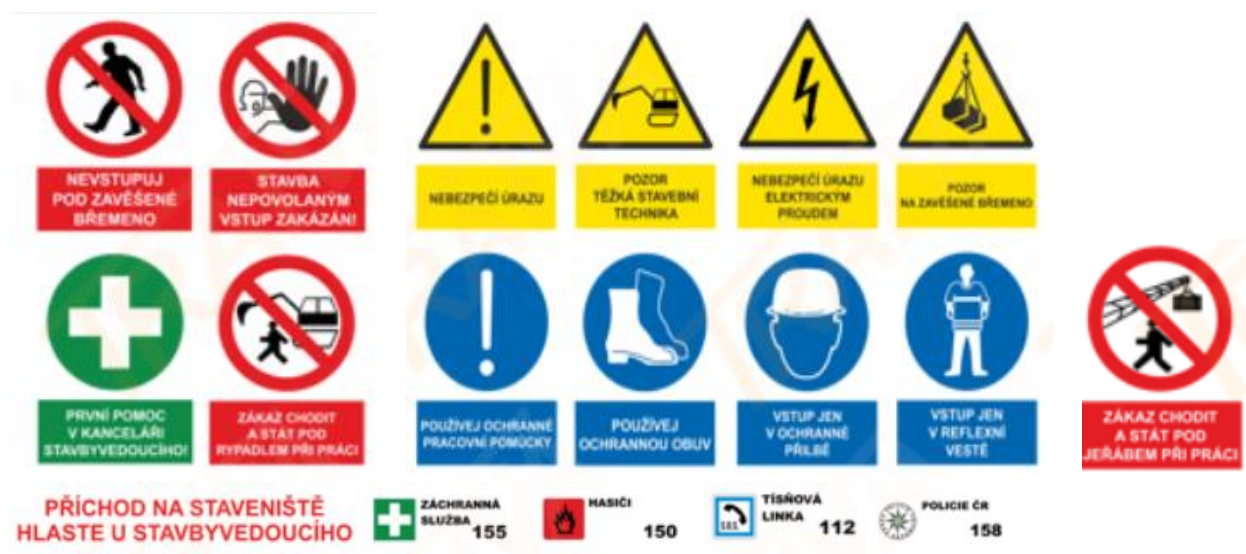 NEVSTUPUJ
POD ZAVĚŠENÉ
BŘEMENO
STAVBA
NEPOVOLANÝM
VSTUP ZAKÁZÁN!
NEBEZPEČÍ ÚRAZU
POZOR
TĚŽKÁ STAVEBNÍ
TECHNIKA
NEBEZPEČÍ ÚRAZU
ELEKTRICKÝM
PROUDEM
POZOR
NA ZAVĚŠENÉ BŘEMENO
PRVNÍ POMOC
V KANCELÁŘI
STAVBYVEDOUCÍHO!
ZÁKAZ CHODIT
A STÁT POD
RYPADLEM PŘI PRÁCI
POUŽÍVEJ OCHRANNÉ
PRACOVNÍ POMŮCKY
POUŽÍVEJ
OCHRANNOU OBUV
VSTUP JEN
V OCHRANNÉ
PŘILBĚ
VSTUP JEN
V REFLEXNÍ
VESTĚ
ZÁKAZ CHODIT
A STÁT POD
JEŘÁBEM PŘI PRÁCI
PŘÍCHOD NA STAVENIŠTĚ
HLASTE U STAVBYVEDOUCÍHO
ZÁCHRANNÁ
SLUŽBA 155
HASIČI
150
TÍSŇOVÁ
LINKA 112
POLICIE ČR
158